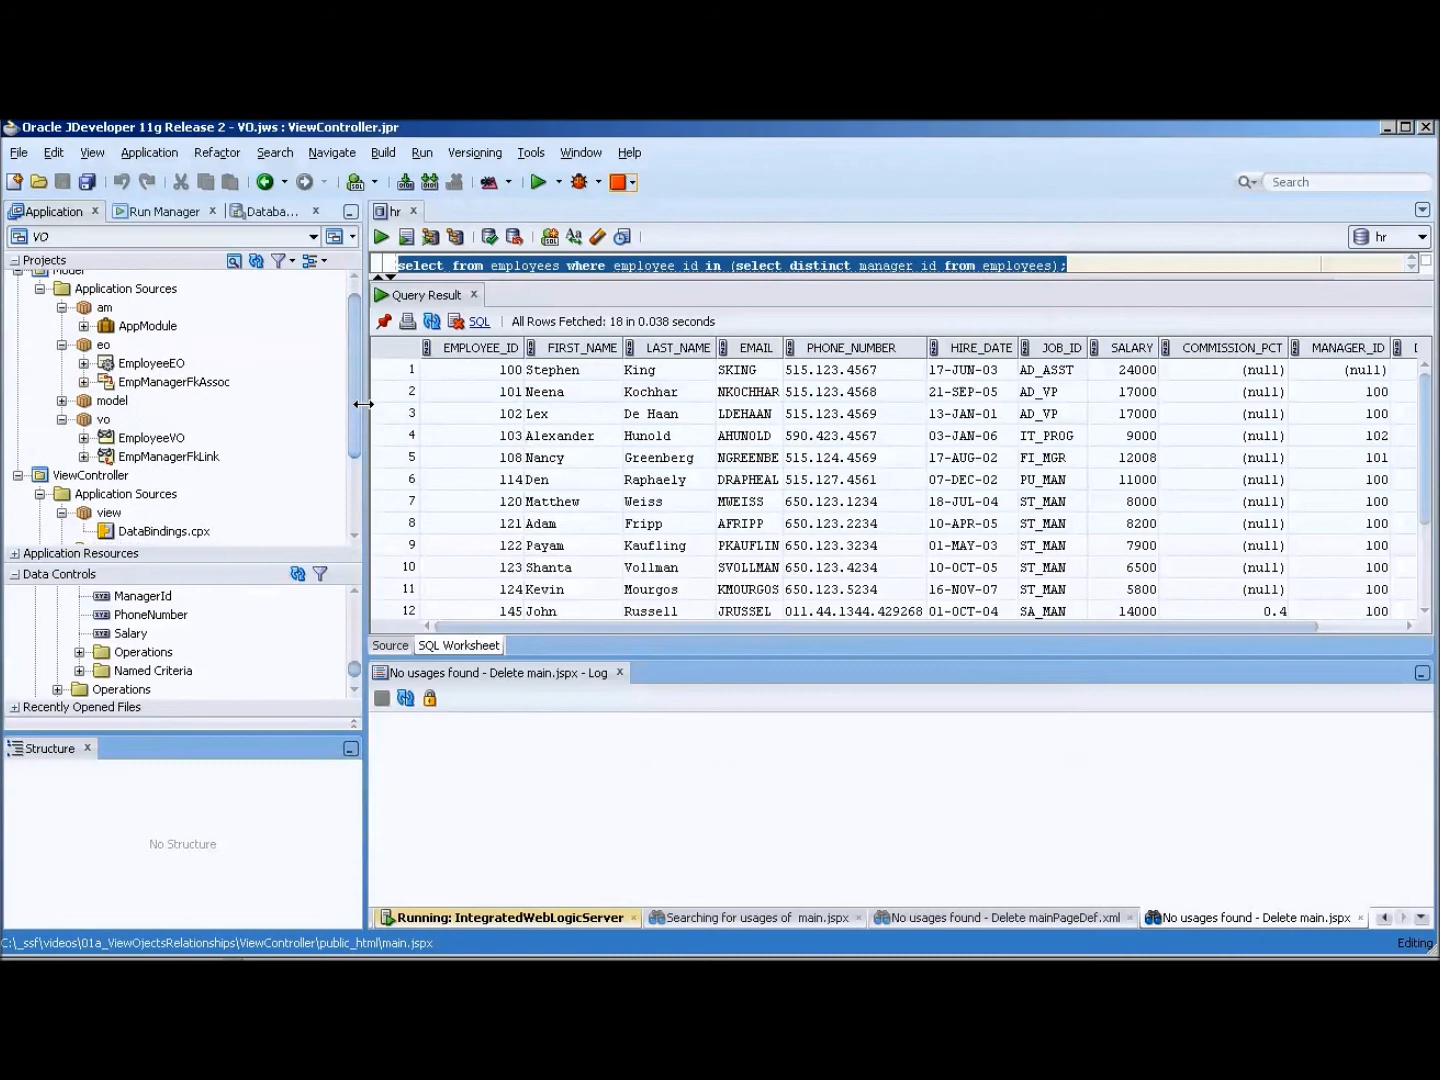 Oracle JDeveloper 11g Release 2 - VO.jws : ViewController.jpr
File Edit View Application Refactor Search Navigate Build Run Versioning Tools Window Help
Search
Application Run Manager Databa... hr
VO
hr
Projects
select from employees where employee id in (select distinct manager id from employees);
Model
Application Sources
am
AppModule
eo
EmployeeEO
EmpManagerFkAssoc
model
vo
EmployeeVO
EmpManagerFkLink
ViewController
Application Sources
view
DataBindings.cpx
Application Resources
Data Controls
ManagerId
PhoneNumber
Salary
Operations
Named Criteria
Operations
Recently Opened Files
Structure
No Structure
Query Result
SQL All Rows Fetched: 18 in 0.038 seconds
EMPLOYEE_ID FIRST_NAME LAST_NAME EMAIL PHONE_NUMBER HIRE_DATE JOB_ID SALARY COMMISSION_PCT MANAGER_ID
1 100 Stephen King SKING 515.123.4567 17-JUN-03 AD_ASST 24000 (null) (null)
2 101 Neena Kochhar NKOCHHAR 515.123.4568 21-SEP-05 AD_VP 17000 (null) 100
3 102 Lex De Haan LDEHAAN 515.123.4569 13-JAN-01 AD_VP 17000 (null) 100
4 103 Alexander Hunold AHUNOLD 590.423.4567 03-JAN-06 IT_PROG 9000 (null) 102
5 108 Nancy Greenberg NGREENBE 515.124.4569 17-AUG-02 FI_MGR 12008 (null) 101
6 114 Den Raphaely DRAPHEAL 515.127.4561 07-DEC-02 PU_MAN 11000 (null) 100
7 120 Matthew Weiss MWEISS 650.123.1234 18-JUL-04 ST_MAN 8000 (null) 100
8 121 Adam Fripp AFRIPP 650.123.2234 10-APR-05 ST_MAN 8200 (null) 100
9 122 Payam Kaufling PKAUFLIN 650.123.3234 01-MAY-03 ST_MAN 7900 (null) 100
10 123 Shanta Vollman SVOLLMAN 650.123.4234 10-OCT-05 ST_MAN 6500 (null) 100
11 124 Kevin Mourgos KMOURGOS 650.123.5234 16-NOV-07 ST_MAN 5800 (null) 100
12 145 John Russell JRUSSEL 011.44.1344.429268 01-OCT-04 SA_MAN 14000 0.4 100
Source SQL Worksheet
No usages found - Delete main.jspx - Log
Running: IntegratedWebLogicServer Searching for usages of main.jspx No usages found - Delete mainPageDef.xml No usages found - Delete main.jspx
C:\_ssf\videos\01a_ViewOjectsRelationships\ViewController\public_html\main.jspx
Editing